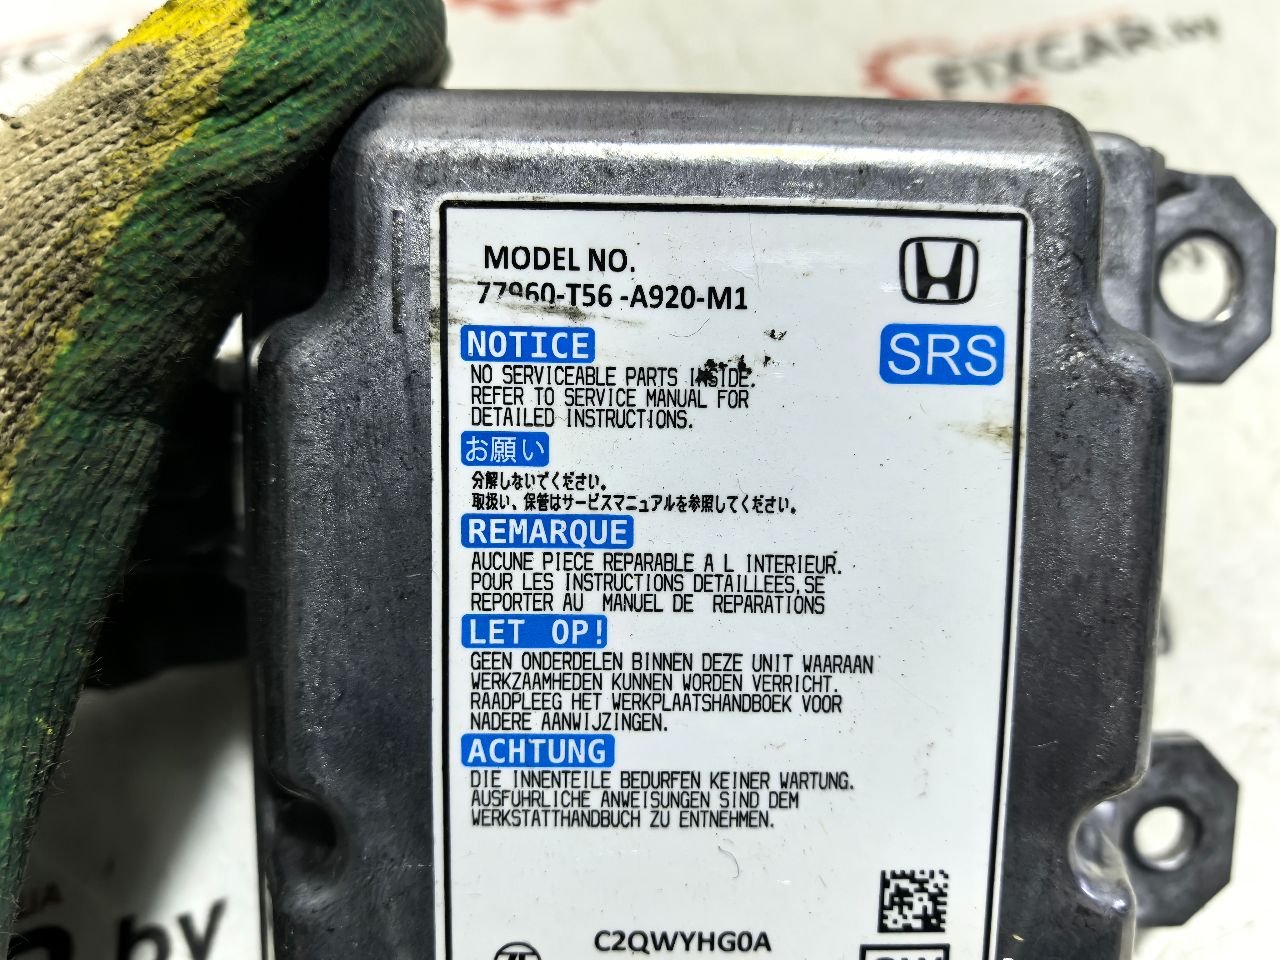 FIXCAR.by
MODEL NO.
77960-T56 -A920-M1
SRS
NOTICE
NO SERVICEABLE PARTS INSIDE.
REFER TO SERVICE MANUAL FOR
DETAILED INSTRUCTIONS.
お願い
分解しないでください。
取扱い、保管はサービスマニュアルを参照してください。
REMARQUE
AUCUNE PIECE REPARABLE A L INTERIEUR.
POUR LES INSTRUCTIONS DETAILLEES,SE
REPORTER AU MANUEL DE REPARATIONS
LET OP!
GEEN ONDERDELEN BINNEN DEZE UNIT WAARAAN
WERKZAAMHEDEN KUNNEN WORDEN VERRICHT.
RAADPLEEG HET WERKPLAATSHANDBOEK VOOR
NADERE AANWIJZINGEN.
ACHTUNG
DIE INNENTEILE BEDURFEN KEINER WARTUNG.
AUSFUHRLICHE ANWEISUNGEN SIND DEM
WERKSTATTHANDBUCH ZU ENTNEHMEN.
C2QWYHG0A
ZF
.by